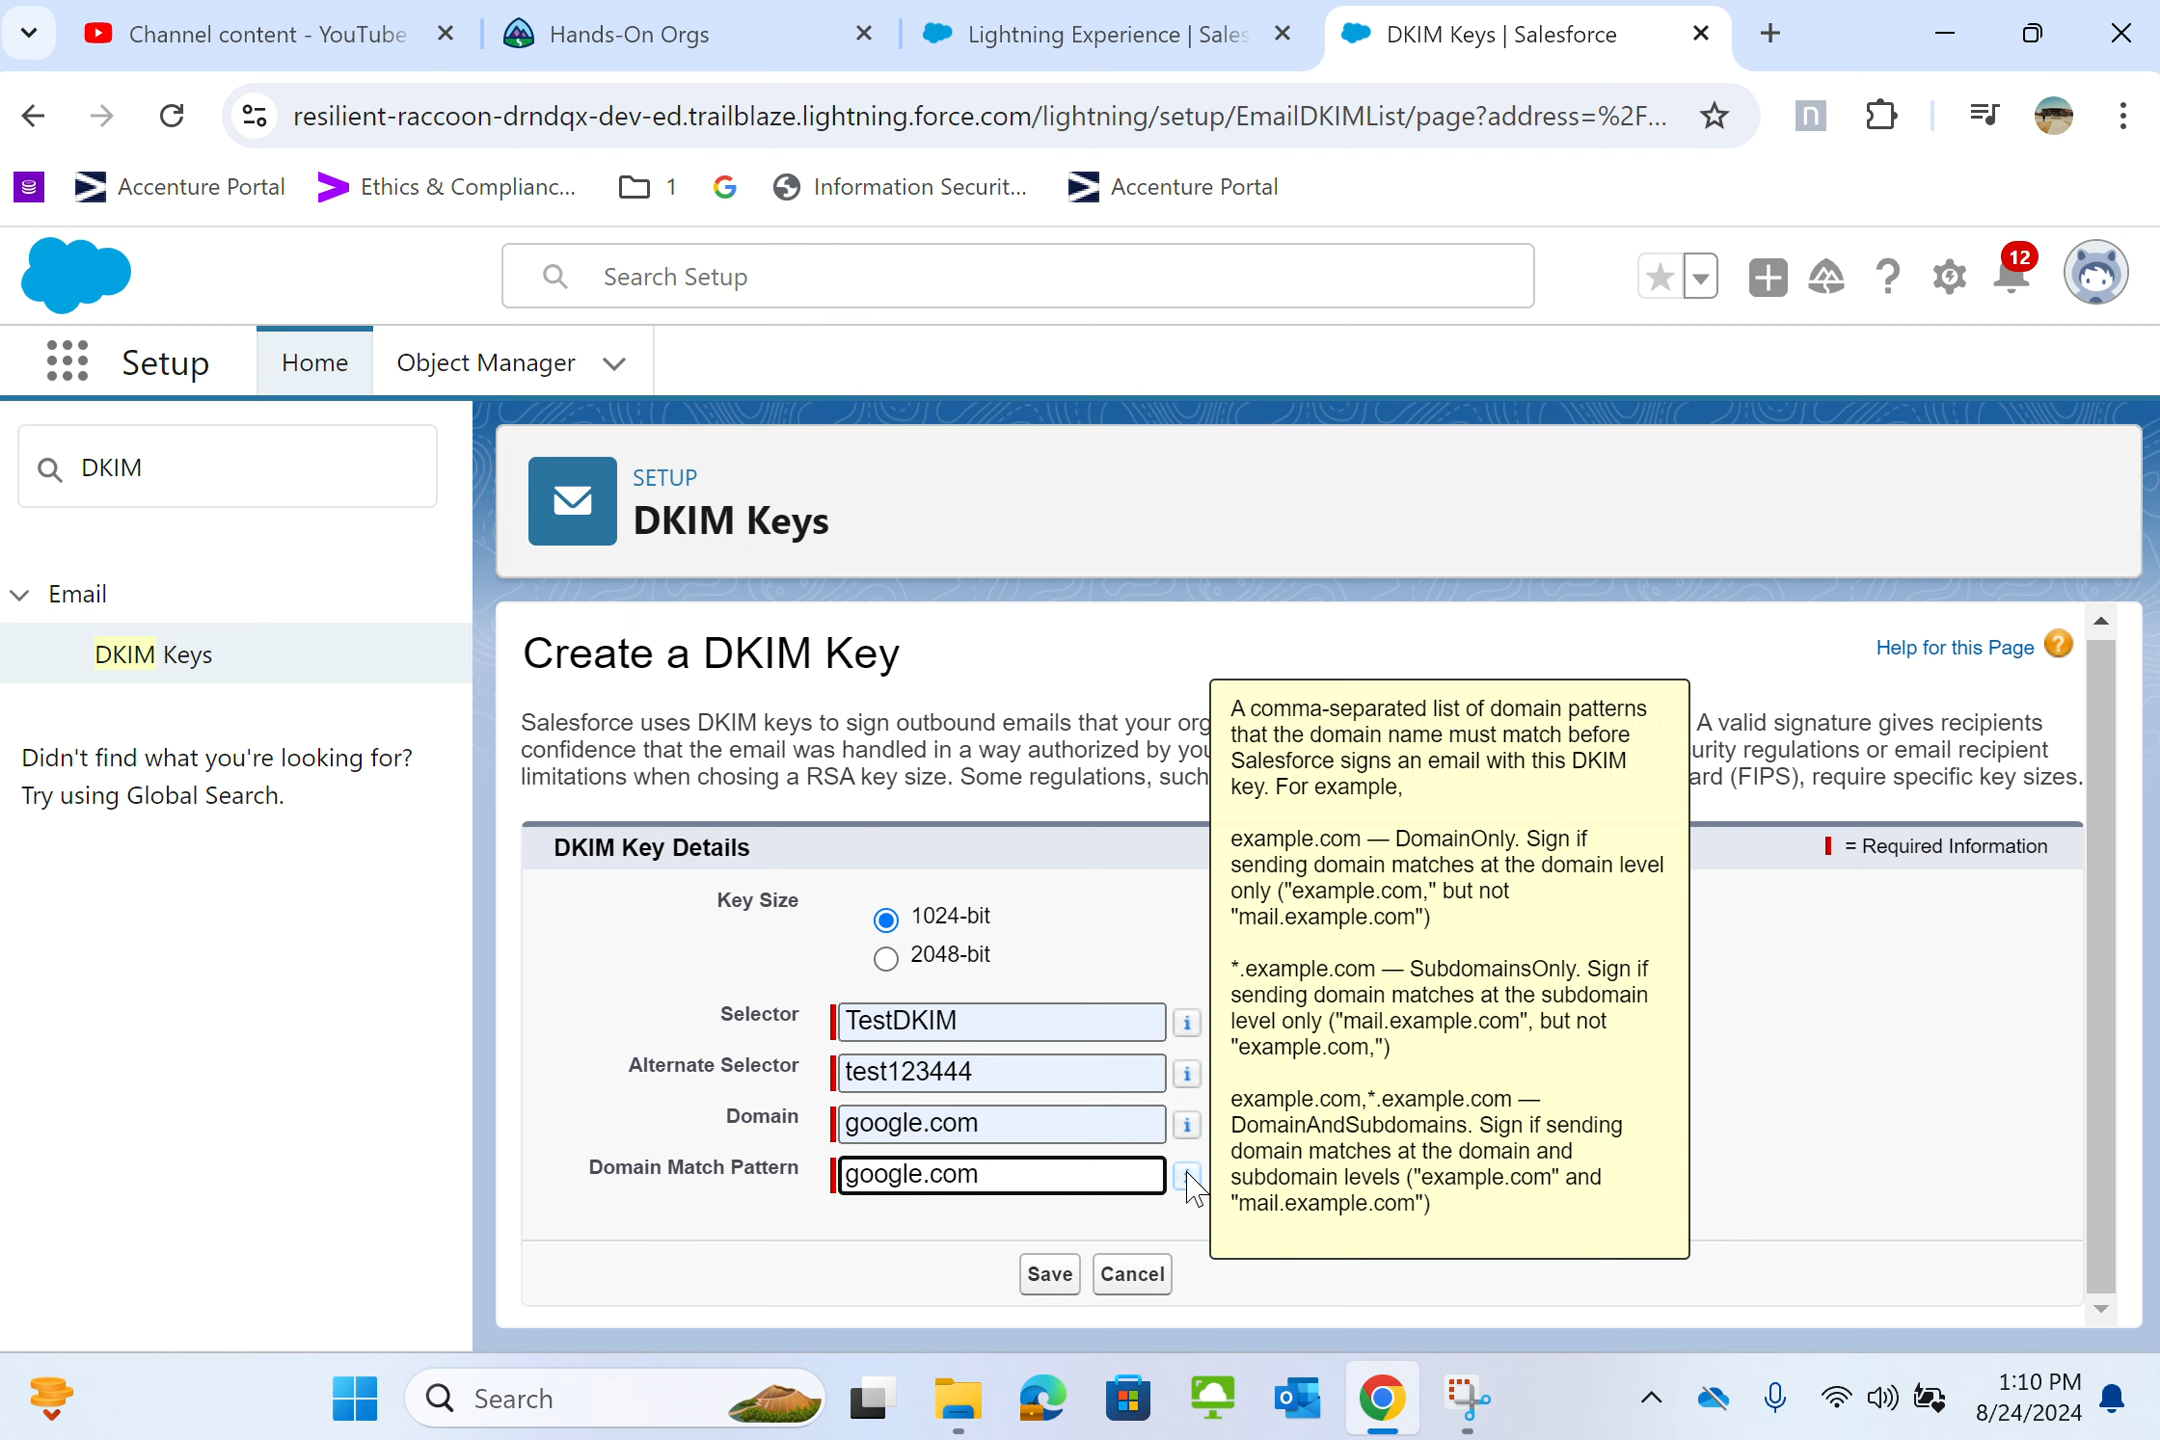 Channel content - YouTube
Hands-On Orgs
Lightning Experience | Sales
DKIM Keys | Salesforce
resilient-raccoon-drndqx-dev-ed.trailblaze.lightning.force.com/lightning/setup/EmailDKIMList/page?address=%2F...
n
Accenture Portal
Ethics & Complianc...
1
Information Securit...
Accenture Portal
Search Setup
12
Setup
Home
Object Manager
DKIM
Email
DKIM Keys
Didn't find what you're looking for?
Try using Global Search.
SETUP
DKIM Keys
Create a DKIM Key
Help for this Page
Salesforce uses DKIM keys to sign outbound emails that your org A valid signature gives recipients
confidence that the email was handled in a way authorized by you urity regulations or email recipient
limitations when chosing a RSA key size. Some regulations, such ard (FIPS), require specific key sizes.
DKIM Key Details
= Required Information
Key Size
1024-bit
2048-bit
Selector
TestDKIM
Alternate Selector
test123444
Domain
google.com
Domain Match Pattern
google.com
A comma-separated list of domain patterns
that the domain name must match before
Salesforce signs an email with this DKIM
key. For example,
example.com — DomainOnly. Sign if
sending domain matches at the domain level
only ("example.com," but not
"mail.example.com")
*.example.com — SubdomainsOnly. Sign if
sending domain matches at the subdomain
level only ("mail.example.com", but not
"example.com,")
example.com,*.example.com —
DomainAndSubdomains. Sign if sending
domain matches at the domain and
subdomain levels ("example.com" and
"mail.example.com")
Save
Cancel
Search
1:10 PM
8/24/2024